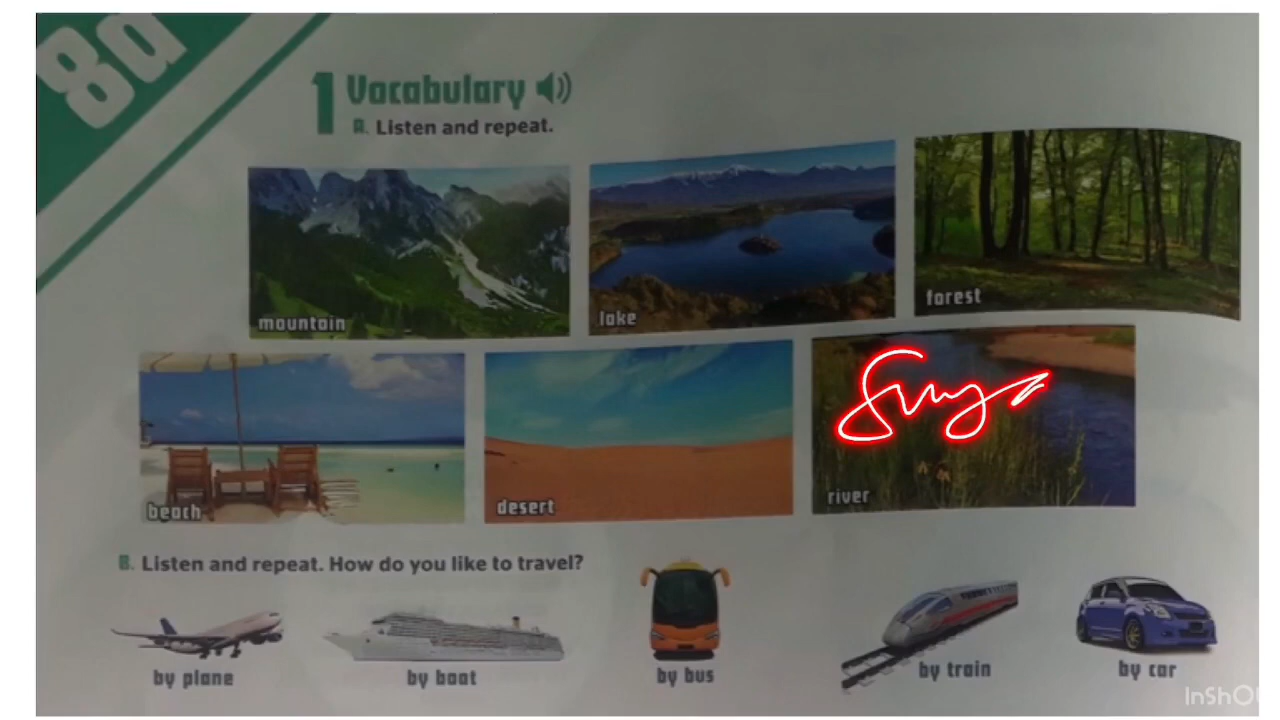 8a
1 Vocabulary
A. Listen and repeat.
mountain
lake
forest
beach
desert
river
B. Listen and repeat. How do you like to travel?
by plane
by boat
by bus
by train
by car
InShO